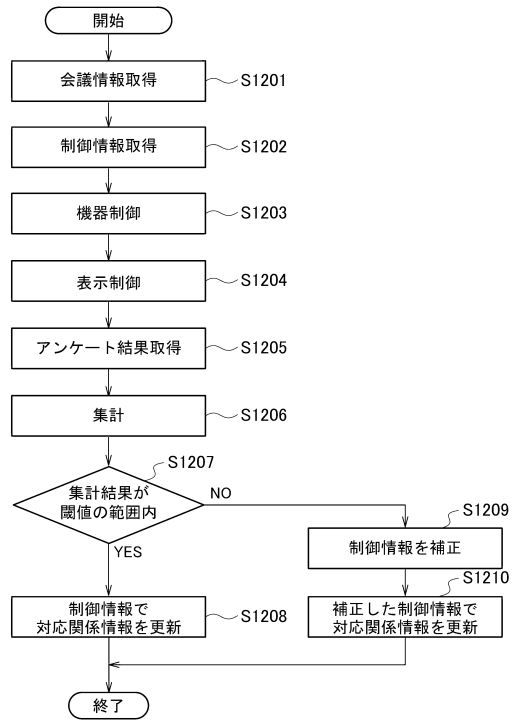 開始
会議情報取得
S1201
制御情報取得
S1202
機器制御
S1203
表示制御
S1204
アンケート結果取得
S1205
集計
S1206
S1207
集計結果が
閾値の範囲内
NO
YES
S1209
制御情報を補正
S1210
制御情報で
対応関係情報を更新
S1208
補正した制御情報で
対応関係情報を更新
終了